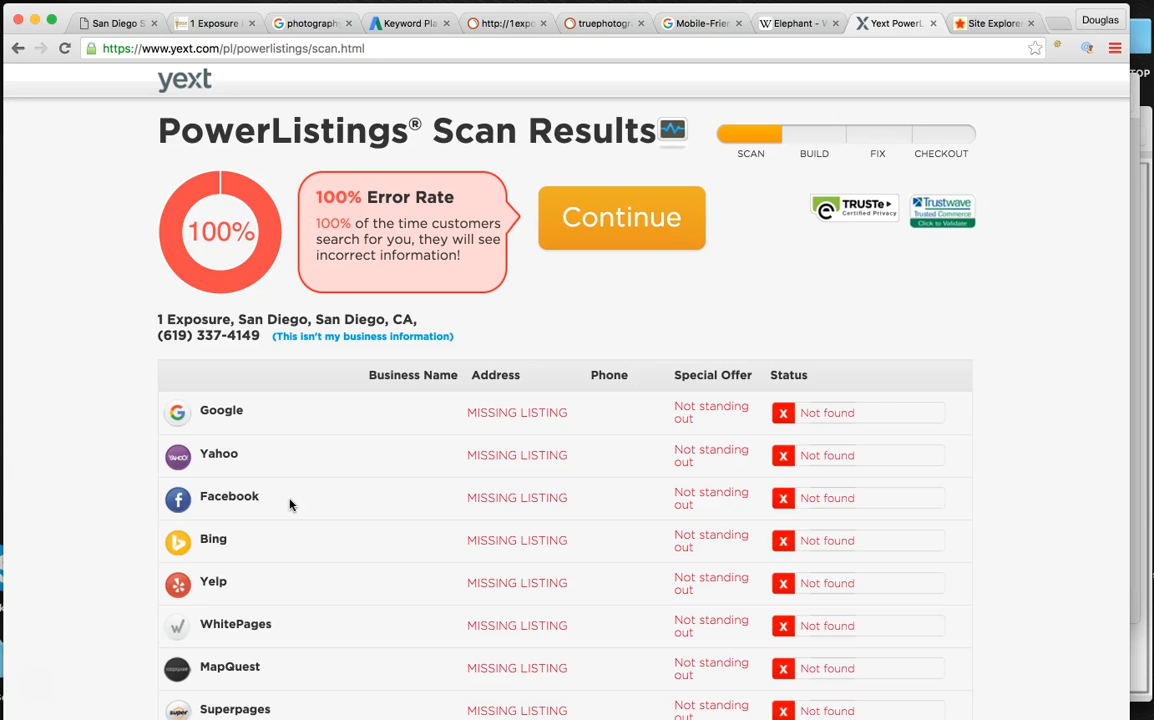 Douglas
San Diego S
1 Exposure
photography
Keyword Pla
http://1expo
truephotogr
Mobile-Frien
Elephant - W
Yext PowerL
Site Explore
https://www.yext.com/pl/powerlistings/scan.html
yext
PowerListings® Scan Results
SCAN BUILD FIX CHECKOUT
100%
100% Error Rate
100% of the time customers
search for you, they will see
incorrect information!
Continue
TRUSTe
Certified Privacy
Trustwave
Trusted Commerce
Click to Validate
1 Exposure, San Diego, San Diego, CA,
(619) 337-4149 (This isn't my business information)
Business Name Address Phone Special Offer Status
Google MISSING LISTING Not standing
out X Not found
YAHOO! Yahoo MISSING LISTING Not standing
out X Not found
Facebook MISSING LISTING Not standing
out X Not found
Bing MISSING LISTING Not standing
out X Not found
Yelp MISSING LISTING Not standing
out X Not found
WhitePages MISSING LISTING Not standing
out X Not found
MapQuest MISSING LISTING Not standing
out X Not found
super Superpages MISSING LISTING Not standing
out X Not found